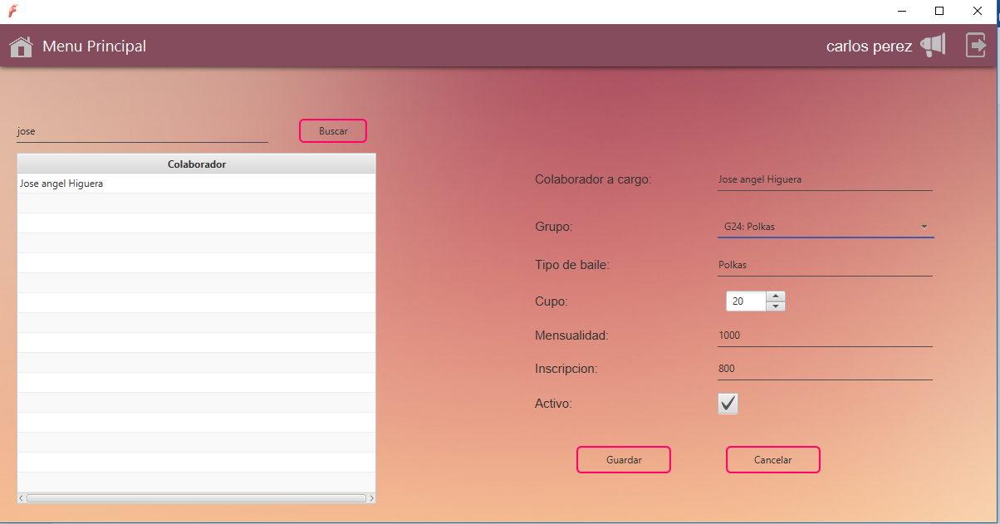 Menu Principal
carlos perez
jose
Buscar
Colaborador
Jose angel Higuera
Colaborador a cargo:
Jose angel Higuera
Grupo:
G24: Polkas
Tipo de baile:
Polkas
Cupo:
20
Mensualidad:
1000
Inscripcion:
800
Activo:
Guardar
Cancelar